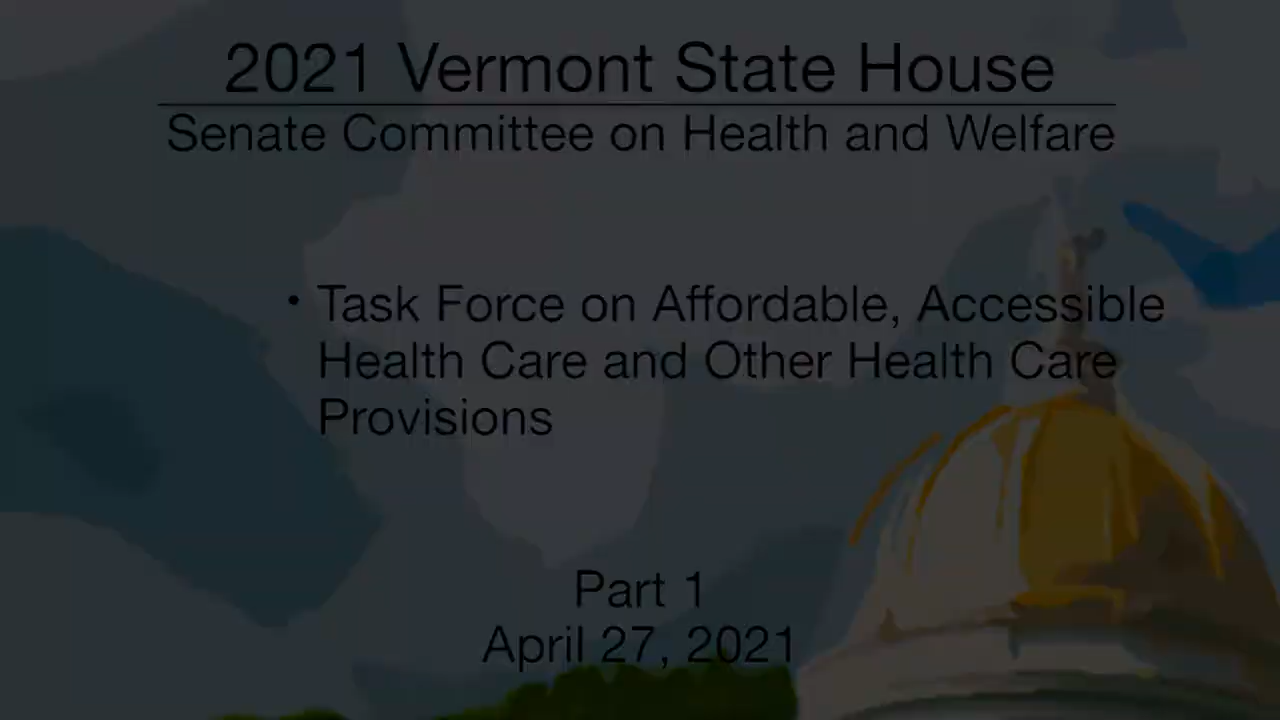 2021 Vermont State House
Senate Committee on Health and Welfare
• Task Force on Affordable, Accessible
Health Care and Other Health Care
Provisions
Part 1
April 27, 2021